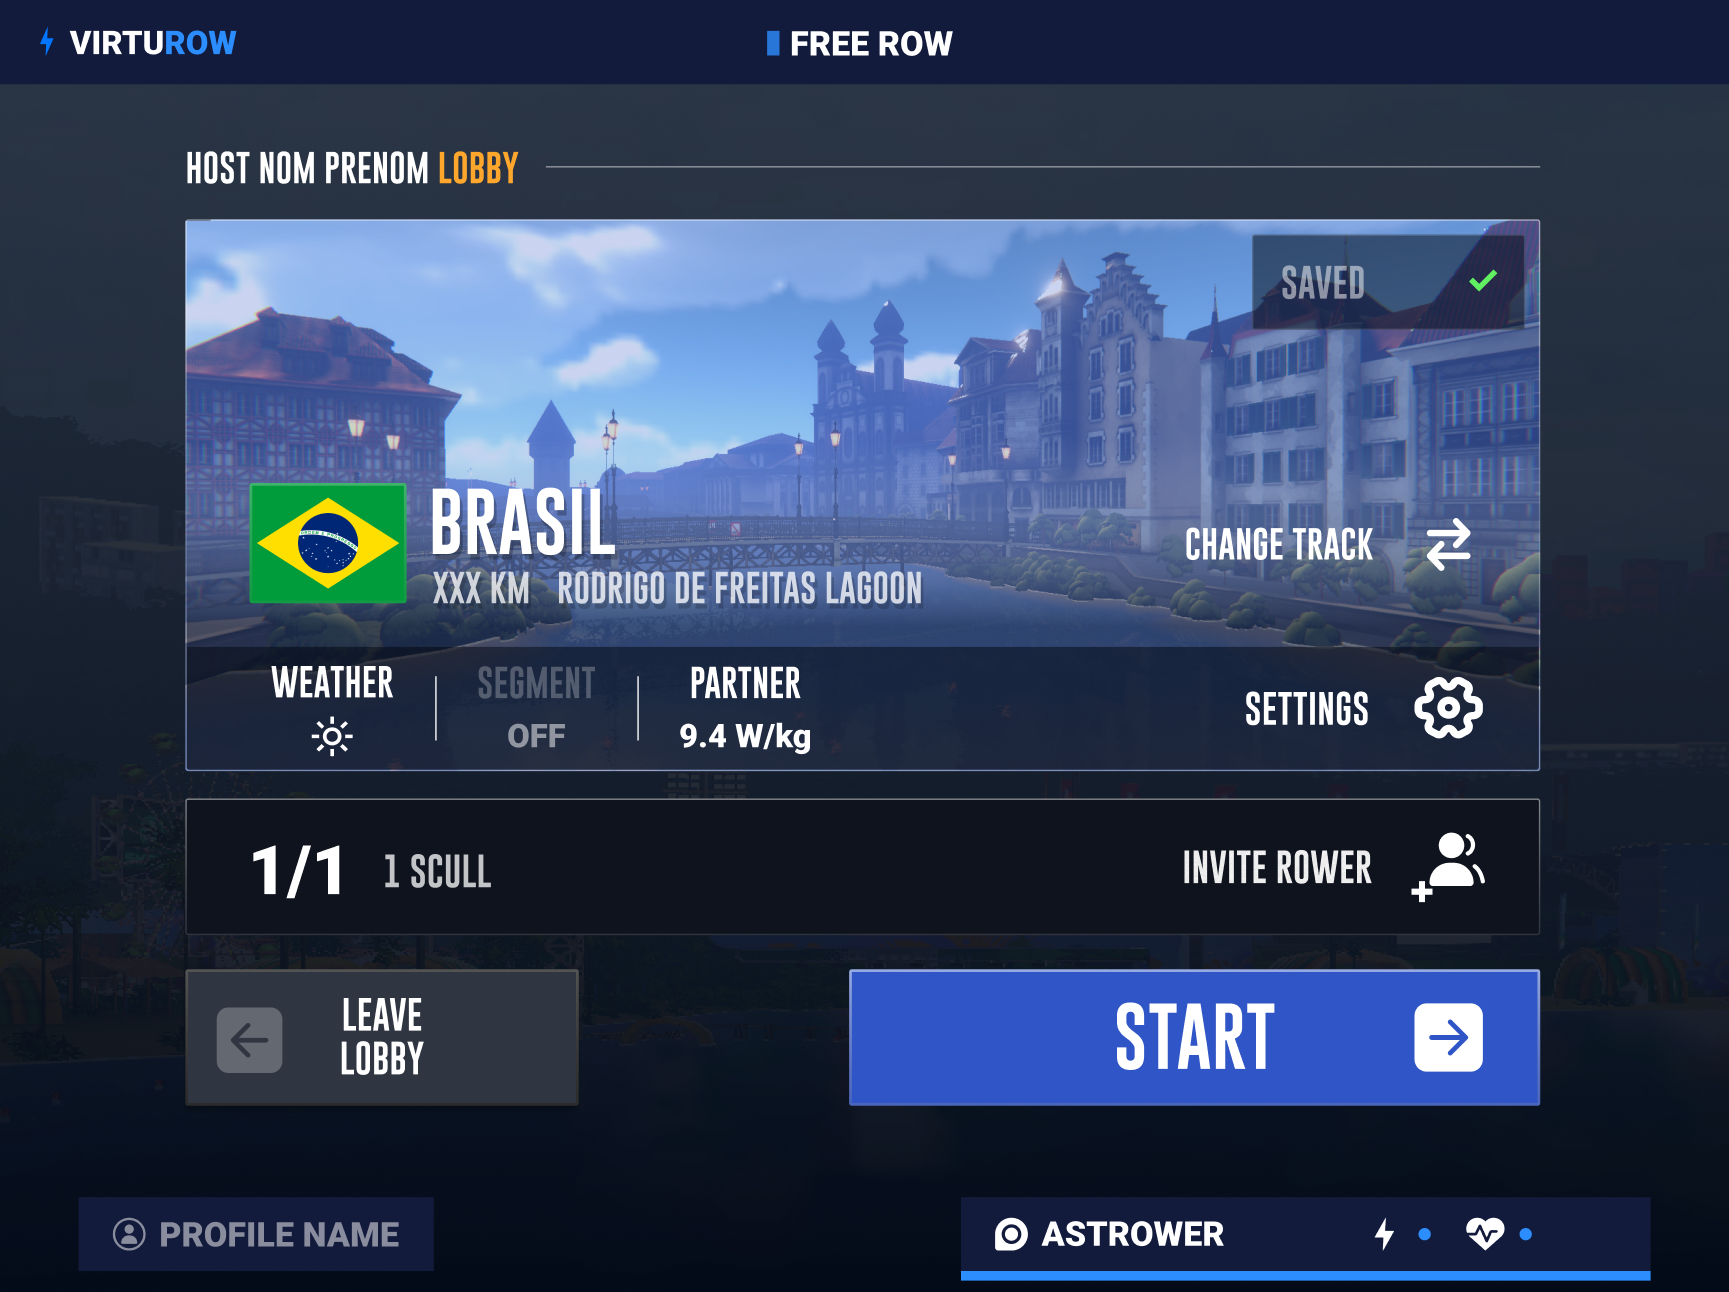 VIRTUROW
FREE ROW
HOST NOM PRENOM LOBBY
SAVED
BRASIL
XXX KM RODRIGO DE FREITAS LAGOON
CHANGE TRACK
WEATHER
SEGMENT
OFF
PARTNER
9.4 W/kg
SETTINGS
1/1 1 SCULL
INVITE ROWER
LEAVE
LOBBY
START
PROFILE NAME
ASTROWER